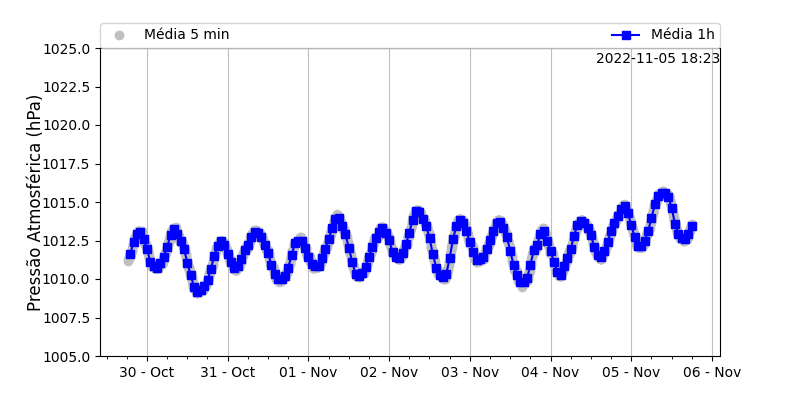 Média 5 min
Média 1h
2022-11-05 18:23
Pressão Atmosférica (hPa)
1025.0
1022.5
1020.0
1017.5
1015.0
1012.5
1010.0
1007.5
1005.0
30 - Oct
31 - Oct
01 - Nov
02 - Nov
03 - Nov
04 - Nov
05 - Nov
06 - Nov